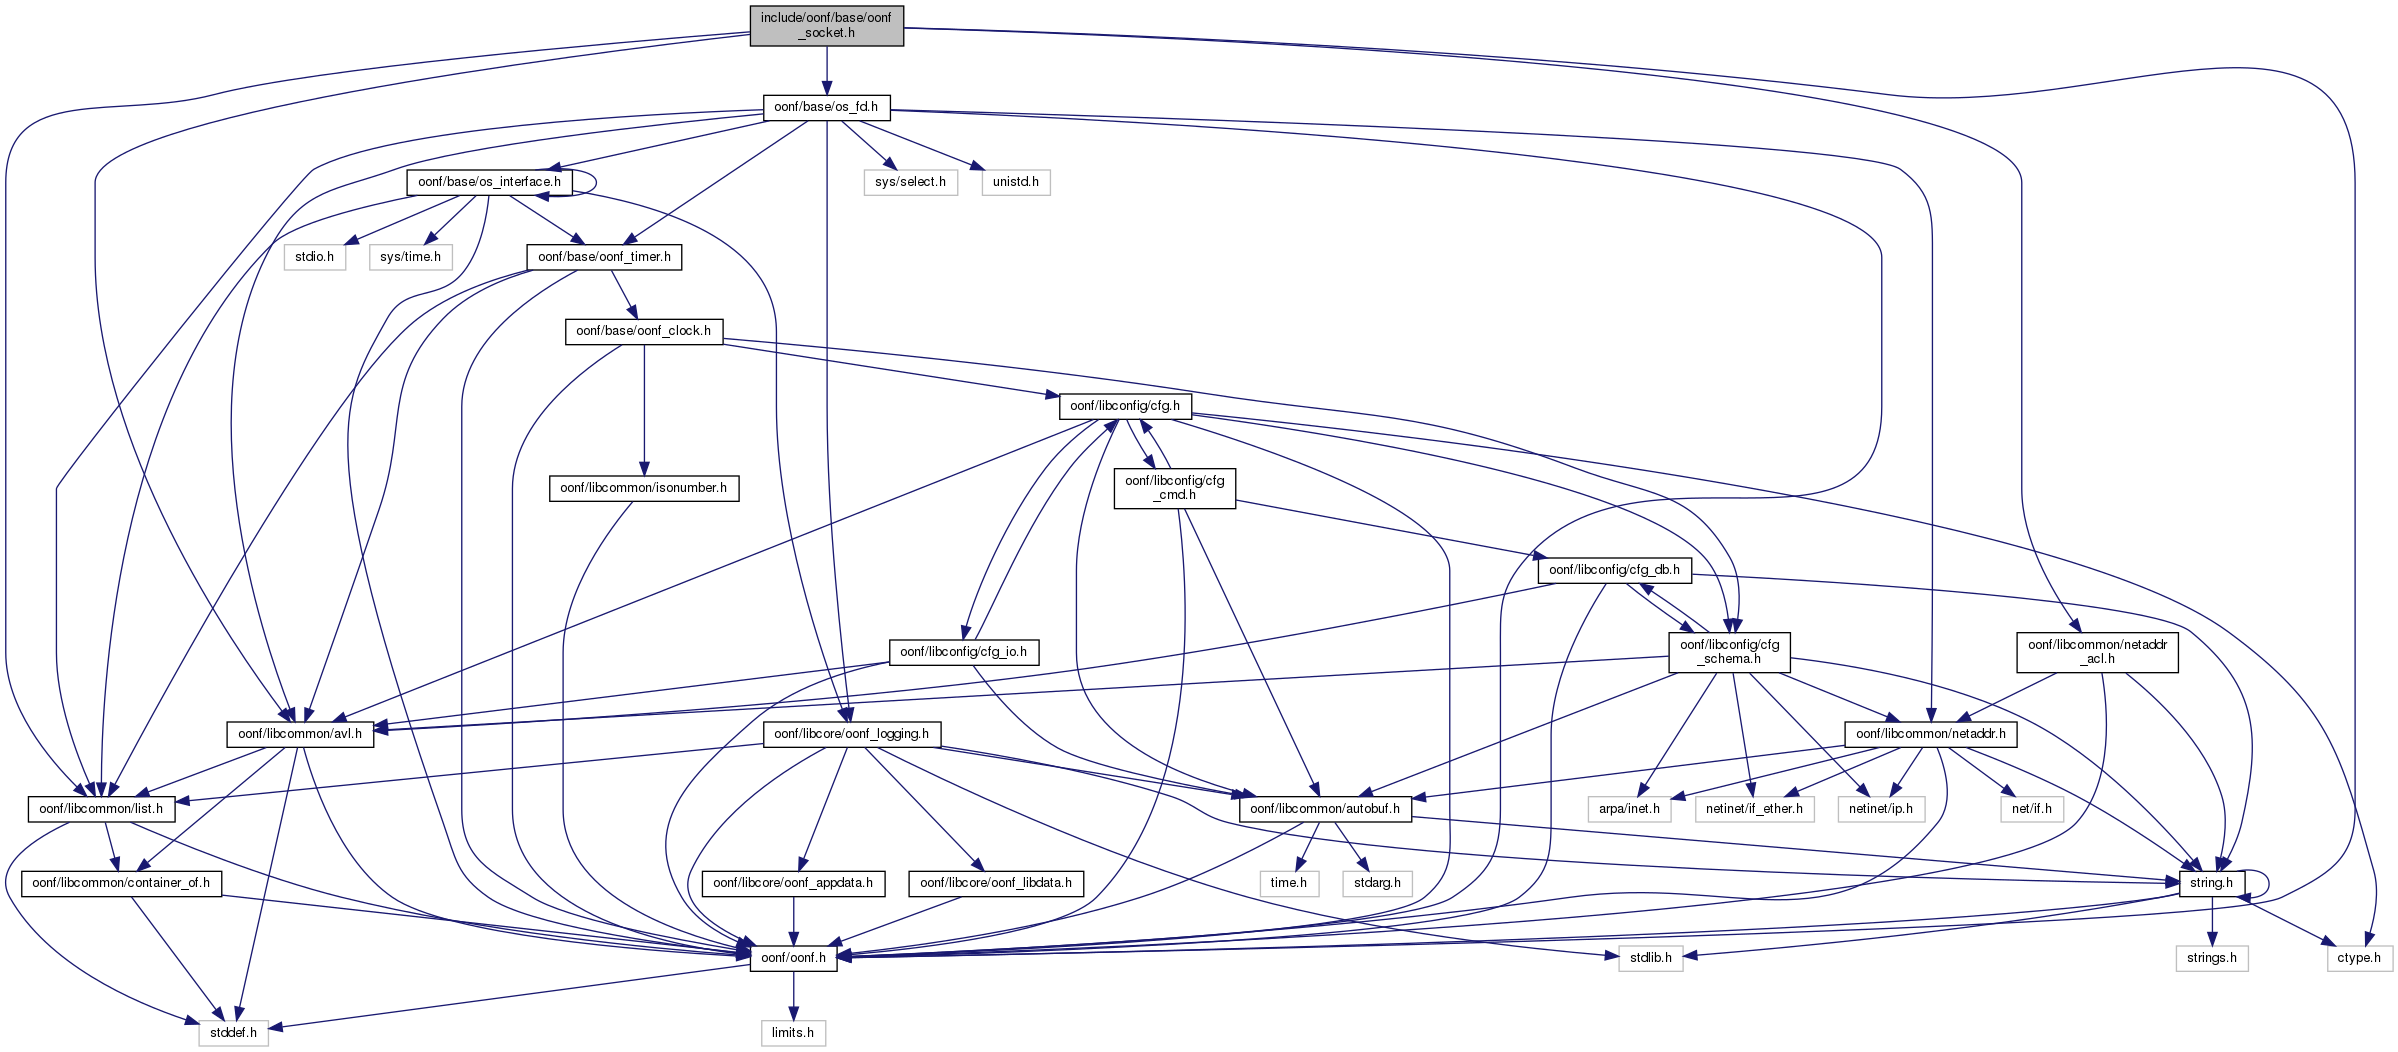 include/oonf/base/oonf
_socket.h
oonf/base/os_fd.h
oonf/base/os_interface.h
sys/select.h
unistd.h
stdio.h
sys/time.h
oonf/base/oonf_timer.h
oonf/base/oonf_clock.h
oonf/libconfig/cfg.h
oonf/libcommon/isonumber.h
oonf/libconfig/cfg
_cmd.h
oonf/libconfig/cfg_db.h
oonf/libconfig/cfg_io.h
oonf/libconfig/cfg
_schema.h
oonf/libcommon/netaddr
_acl.h
oonf/libcommon/avl.h
oonf/libcore/oonf_logging.h
oonf/libcommon/netaddr.h
oonf/libcommon/list.h
oonf/libcommon/autobuf.h
arpa/inet.h
netinet/if_ether.h
netinet/ip.h
net/if.h
oonf/libcommon/container_of.h
oonf/libcore/oonf_appdata.h
oonf/libcore/oonf_libdata.h
time.h
stdarg.h
string.h
oonf/oonf.h
stdlib.h
strings.h
ctype.h
stddef.h
limits.h